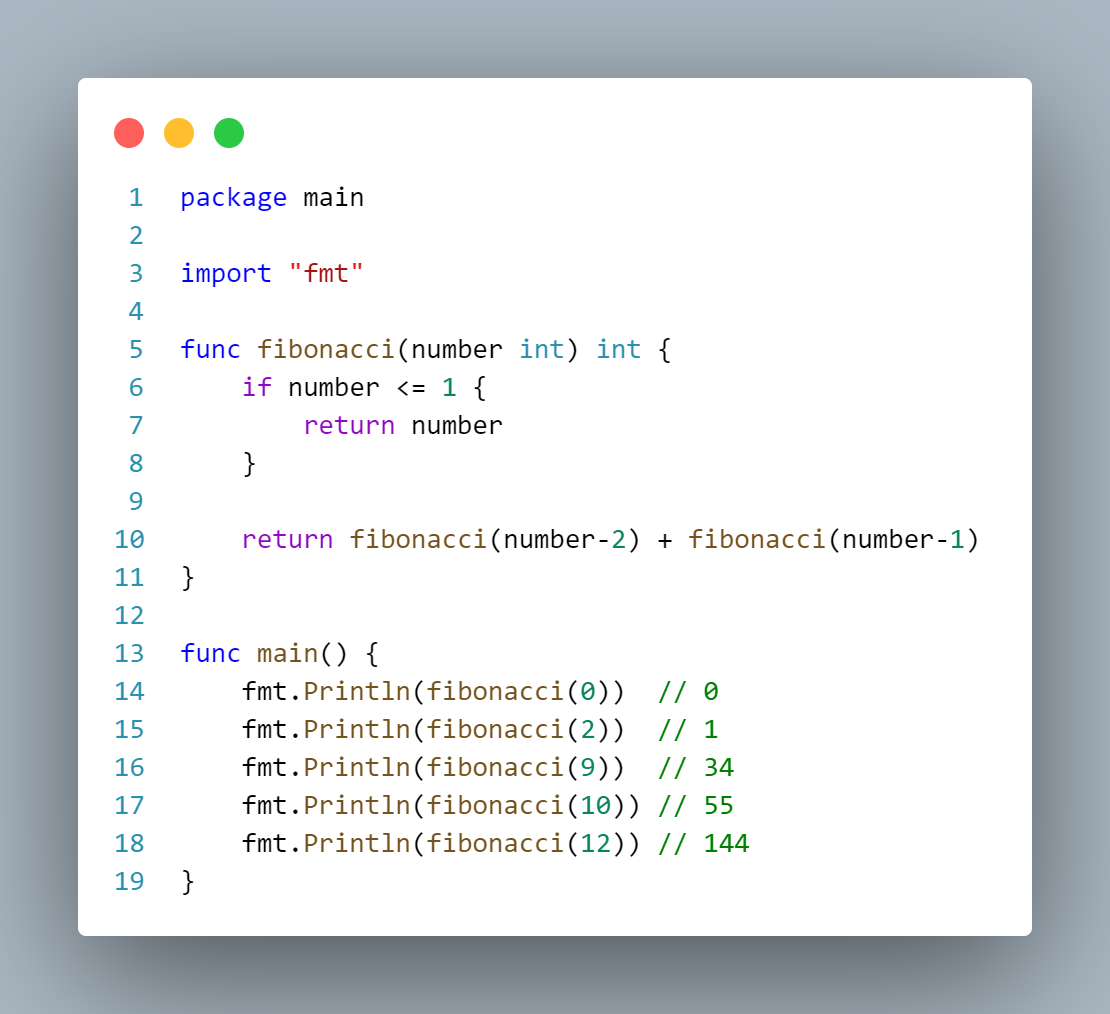 1 package main
2
3 import "fmt"
4
5 func fibonacci(number int) int {
6     if number <= 1 {
7         return number
8     }
9
10     return fibonacci(number-2) + fibonacci(number-1)
11 }
12
13 func main() {
14     fmt.Println(fibonacci(0))  // 0
15     fmt.Println(fibonacci(2))  // 1
16     fmt.Println(fibonacci(9))  // 34
17     fmt.Println(fibonacci(10)) // 55
18     fmt.Println(fibonacci(12)) // 144
19 }